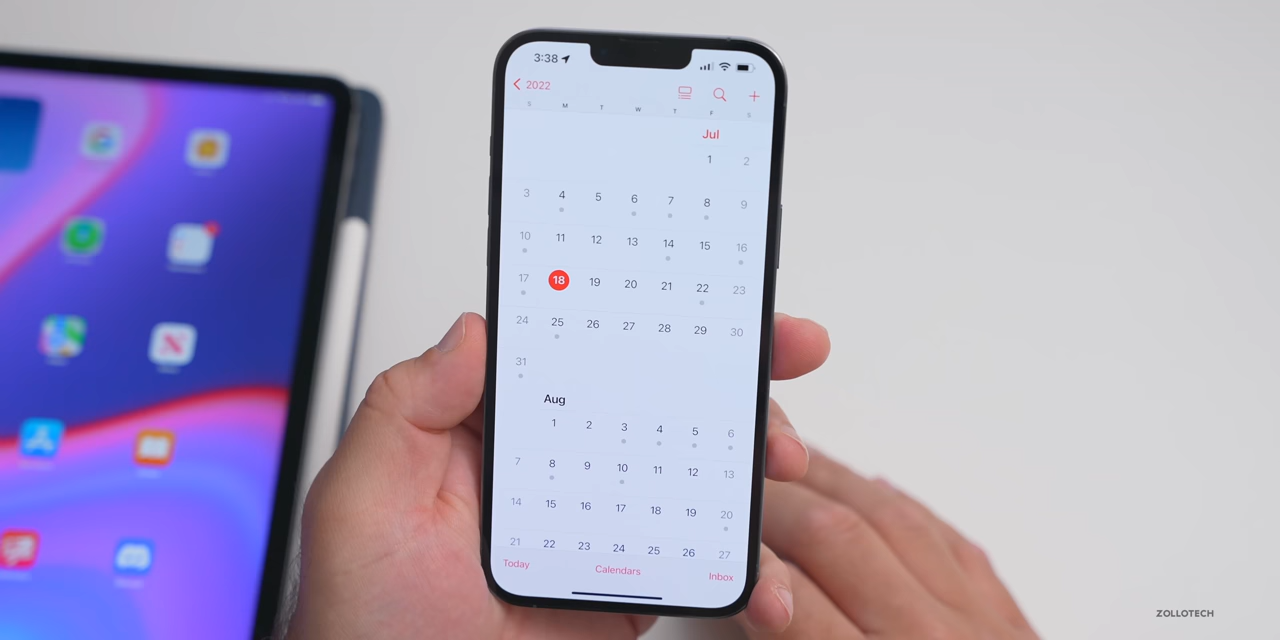 3:38
2022
S M T W T F S
Jul
1 2
3 4 5 6 7 8 9
10 11 12 13 14 15 16
17 18 19 20 21 22 23
24 25 26 27 28 29 30
31
Aug
1 2 3 4 5 6
7 8 9 10 11 12 13
14 15 16 17 18 19 20
21 22 23 24 25 26 27
Today Calendars Inbox
ZOLLOTECH